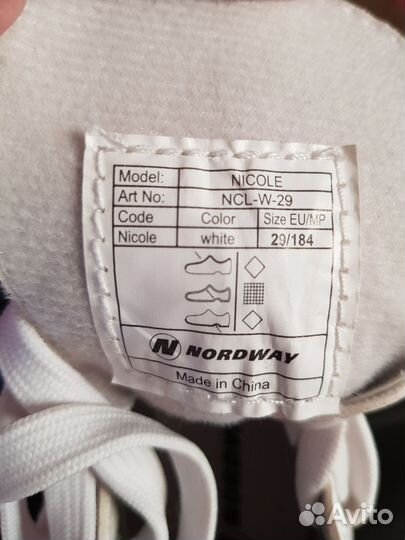 Model: NICOLE
Art No: NCL-W-29
Code Color Size EU/MP
Nicole white 29/184
NORDWAY
Made in China
Avito